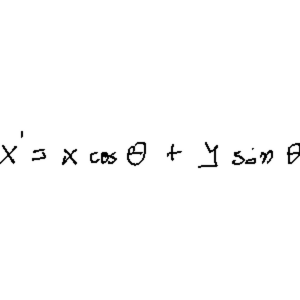 x' = x cos θ + y sin θ